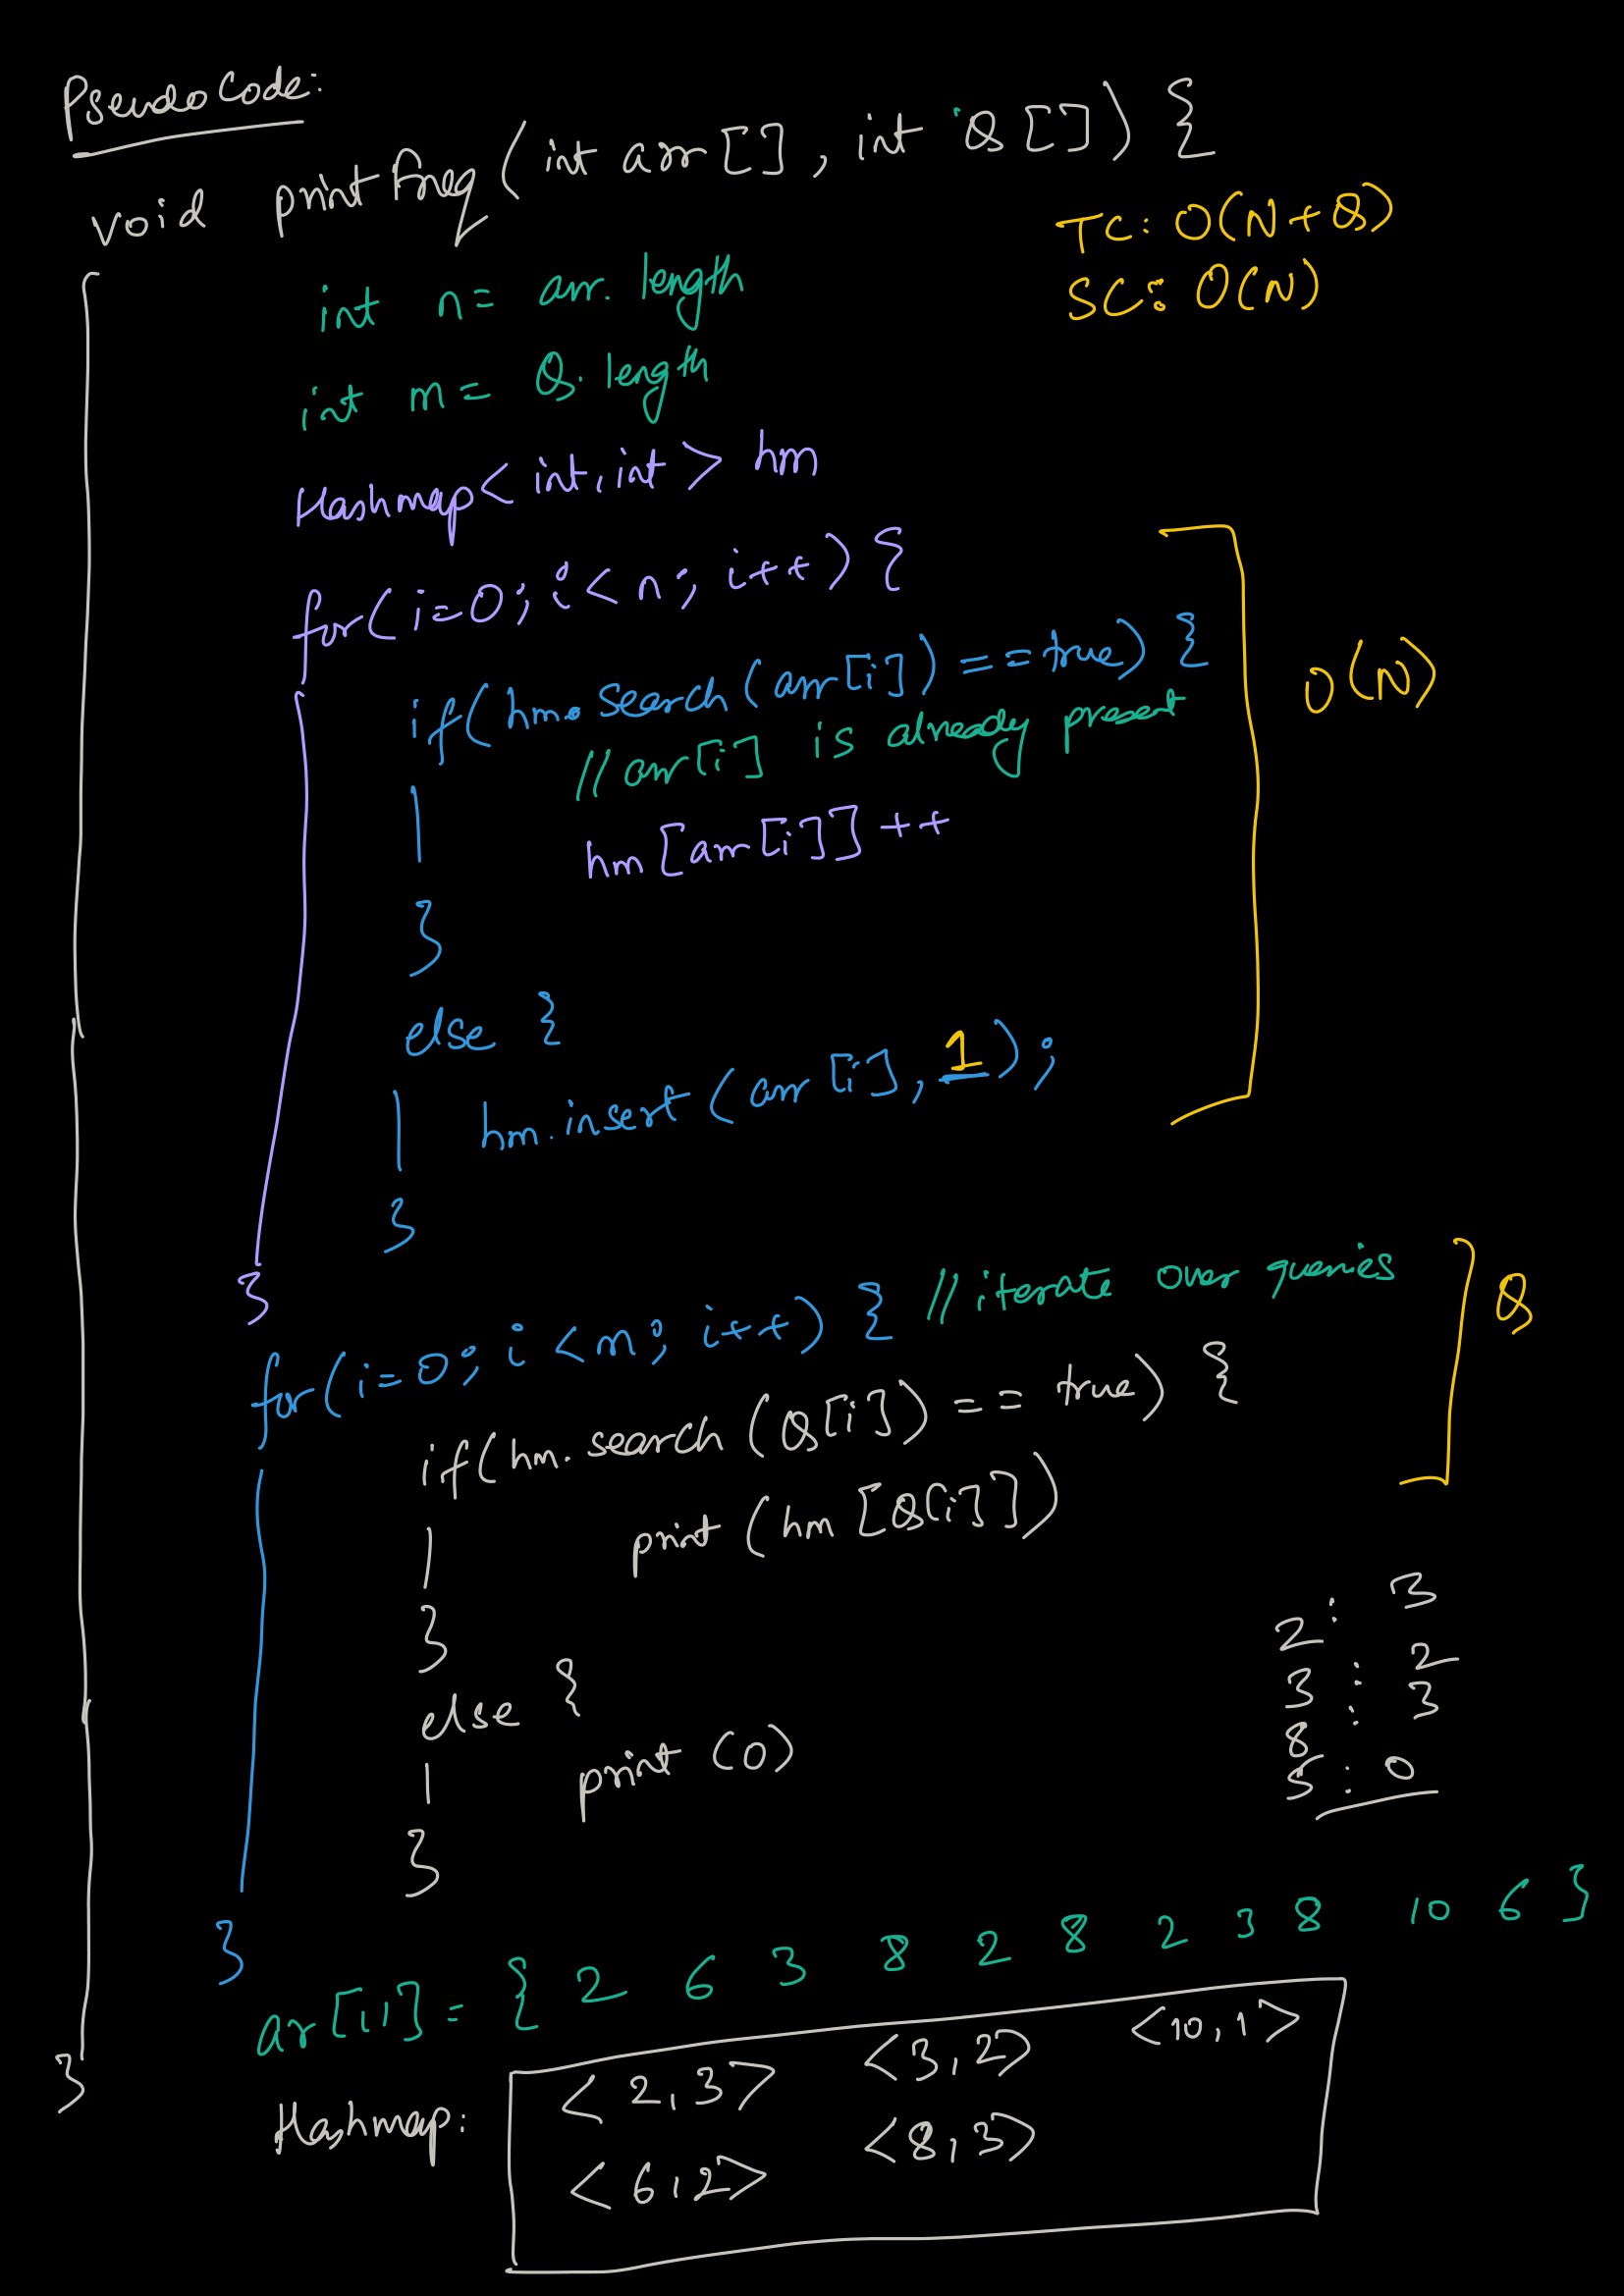 PseudoCode:
void printfreq(int arr[], int Q[]) {
TC: O(N+Q)
SC: O(N)
int n= arr.length
int m= Q.length
Hashmap<int,int> hm
for(i=0; i<n; i++) {
if(hm.search(arr[i]) ==true) {
//arr[i] is already present
hm[arr[i]]++
}
else {
hm.insert(arr[i],1);
}
}
O(N)
for(i=0; i<m; i++) { //iterate over queries
if(hm.search(Q[i]) == true) {
print(hm[Q[i]])
}
else {
print(0)
}
}
}
Q
2: 3
3: 2
8: 3
5: 0
ar[11]= { 2 6 3 8 2 8 2 3 8 10 6 }
Hashmap:
<2,3> <3,2> <10,1>
<6,2> <8,3>